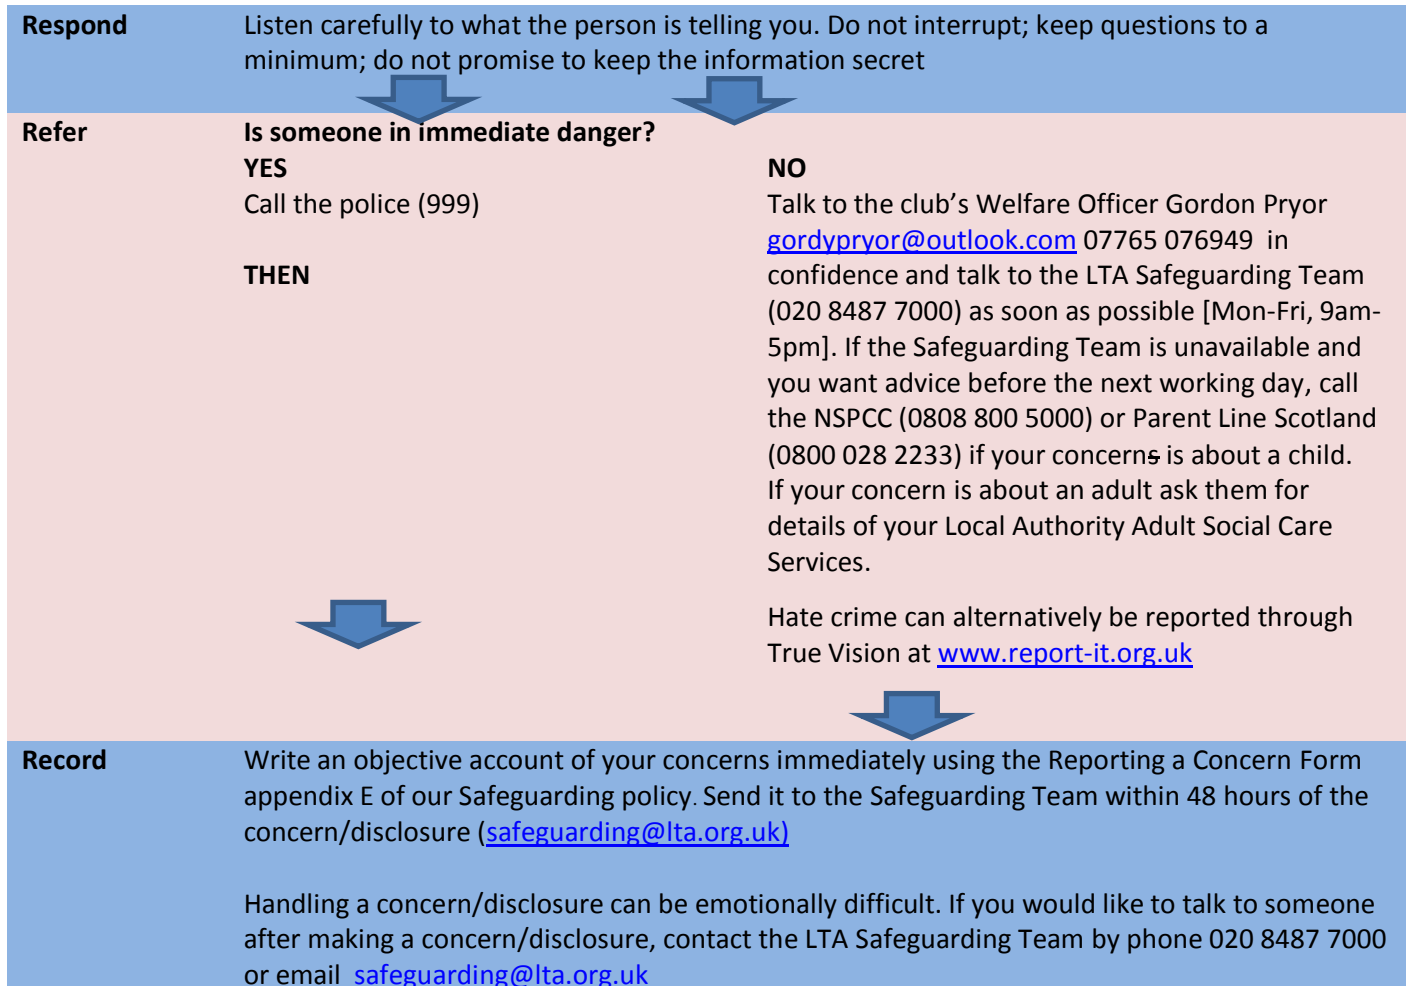 Respond
Listen carefully to what the person is telling you. Do not interrupt; keep questions to a
minimum; do not promise to keep the information secret
Refer
Is someone in immediate danger?
YES
Call the police (999)
THEN
NO
Talk to the club’s Welfare Officer Gordon Pryor
gordypryor@outlook.com 07765 076949 in
confidence and talk to the LTA Safeguarding Team
(020 8487 7000) as soon as possible [Mon-Fri, 9am-
5pm]. If the Safeguarding Team is unavailable and
you want advice before the next working day, call
the NSPCC (0808 800 5000) or Parent Line Scotland
(0800 028 2233) if your concerns is about a child.
If your concern is about an adult ask them for
details of your Local Authority Adult Social Care
Services.
Hate crime can alternatively be reported through
True Vision at www.report-it.org.uk
Record
Write an objective account of your concerns immediately using the Reporting a Concern Form
appendix E of our Safeguarding policy. Send it to the Safeguarding Team within 48 hours of the
concern/disclosure (safeguarding@lta.org.uk)
Handling a concern/disclosure can be emotionally difficult. If you would like to talk to someone
after making a concern/disclosure, contact the LTA Safeguarding Team by phone 020 8487 7000
or email safeguarding@lta.org.uk